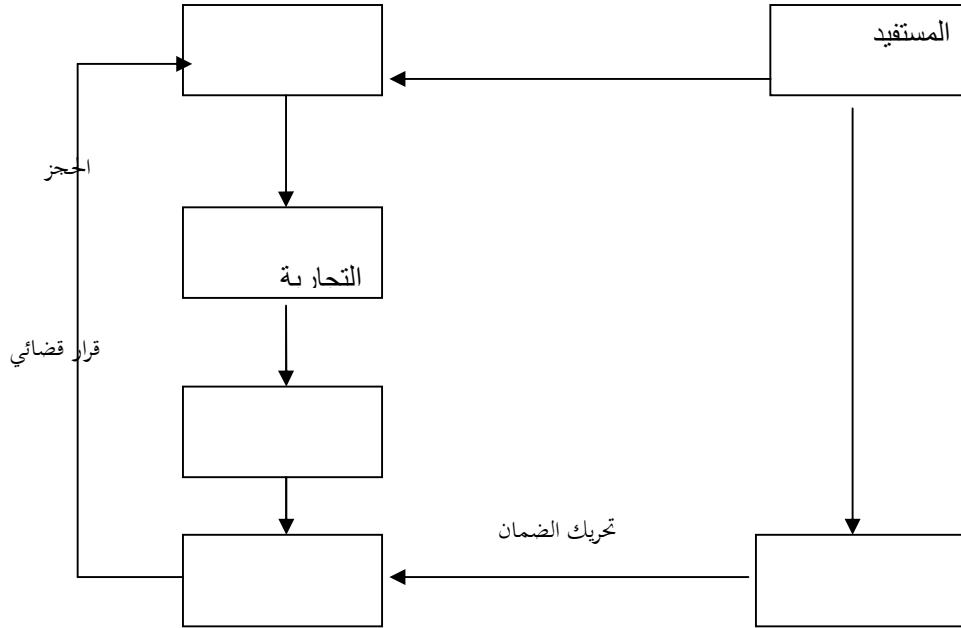 المستفيد
الحجز
التجارية
قرار قضائي
تحريك الضمان